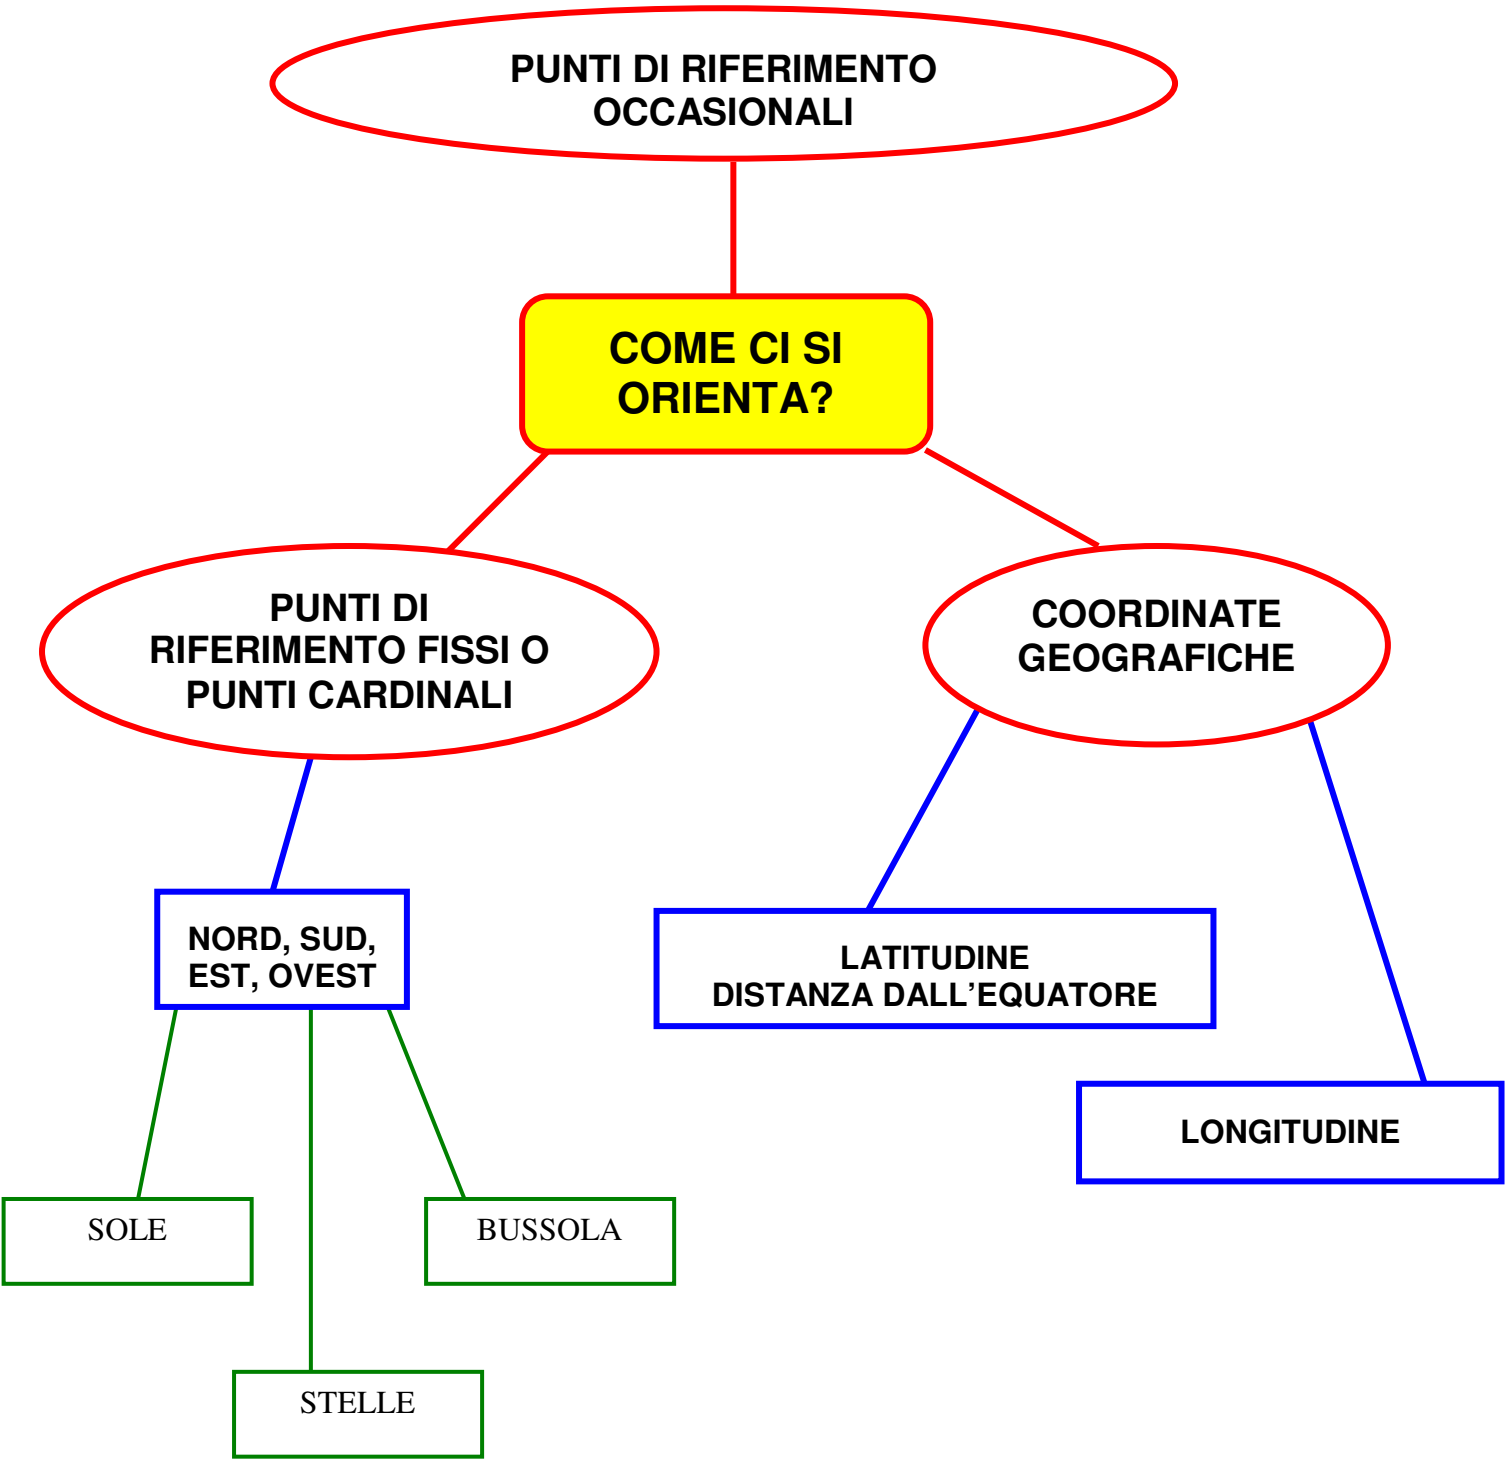 PUNTI DI RIFERIMENTO
OCCASIONALI
COME CI SI
ORIENTA?
PUNTI DI
RIFERIMENTO FISSI O
PUNTI CARDINALI
COORDINATE
GEOGRAFICHE
NORD, SUD,
EST, OVEST
LATITUDINE
DISTANZA DALL’EQUATORE
LONGITUDINE
SOLE
BUSSOLA
STELLE